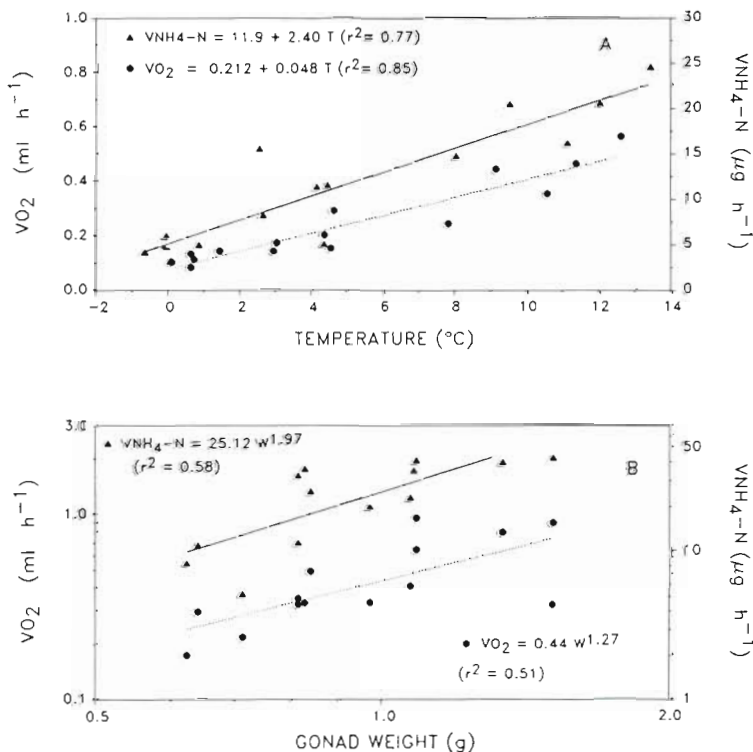 VNH4-N = 11.9 + 2.40 T (r²= 0.77)
VO2 = 0.212 + 0.048 T (r²= 0.85)
A
1.0
0.8
0.6
0.4
0.2
0.0
VO2 (ml h⁻¹)
30
25
20
15
10
5
0
VNH4-N (µg h⁻¹)
-2 0 2 4 6 8 10 12 14
TEMPERATURE (°C)
VNH4-N = 25.12 W1.97
(r² = 0.58)
B
VO2 = 0.44 W1.27
(r² = 0.51)
3.0
1.0
0.1
VO2 (ml h⁻¹)
50
10
1
VNH4-N (µg h⁻¹)
0.5 1.0 2.0
GONAD WEIGHT (g)